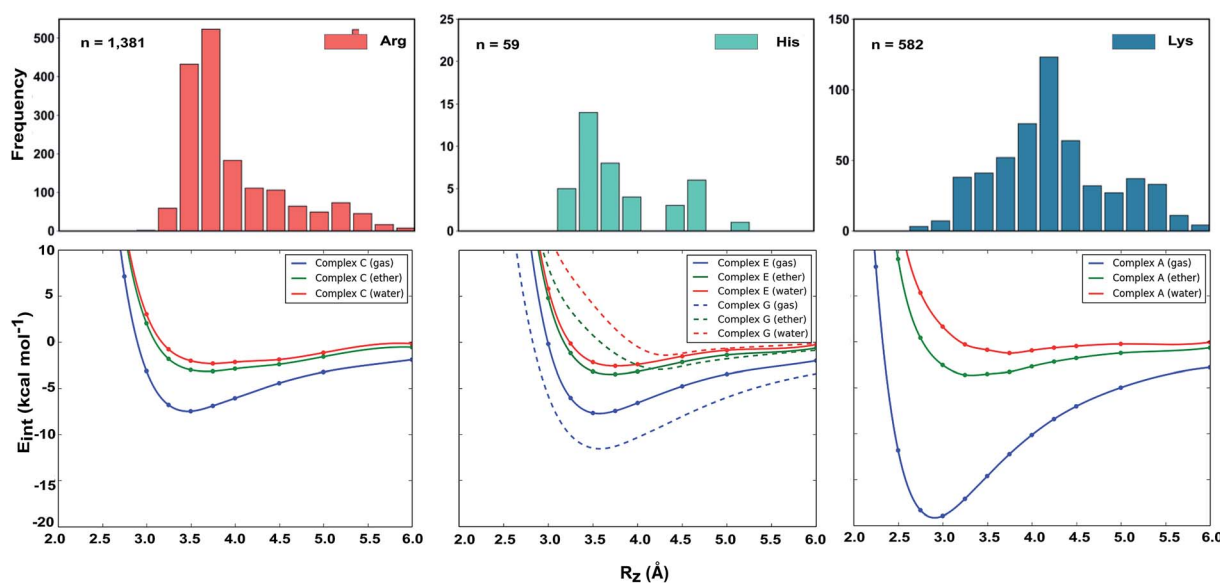 n = 1,381
Arg
500
400
300
200
100
0
Frequency
n = 59
His
25
20
15
10
5
0
n = 582
Lys
150
100
50
0
10
5
0
-5
-10
-15
-20
Eint (kcal mol-1)
Complex C (gas)
Complex C (ether)
Complex C (water)
Complex E (gas)
Complex E (ether)
Complex E (water)
Complex G (gas)
Complex G (ether)
Complex G (water)
Complex A (gas)
Complex A (ether)
Complex A (water)
2.0 2.5 3.0 3.5 4.0 4.5 5.0 5.5 6.0
2.0 2.5 3.0 3.5 4.0 4.5 5.0 5.5 6.0
2.0 2.5 3.0 3.5 4.0 4.5 5.0 5.5 6.0
Rz (Å)